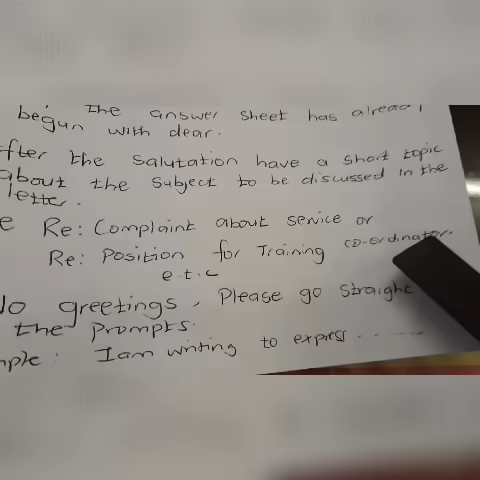 The answer sheet has already
begun with dear.
After the salutation have a short topic
about the subject to be discussed in the
letter.
e Re: Complaint about service or
Re: Position for Training CO-ordinator.
e.t.c
No greetings, Please go straight
the Prompts.
mple: I am writing to express.....